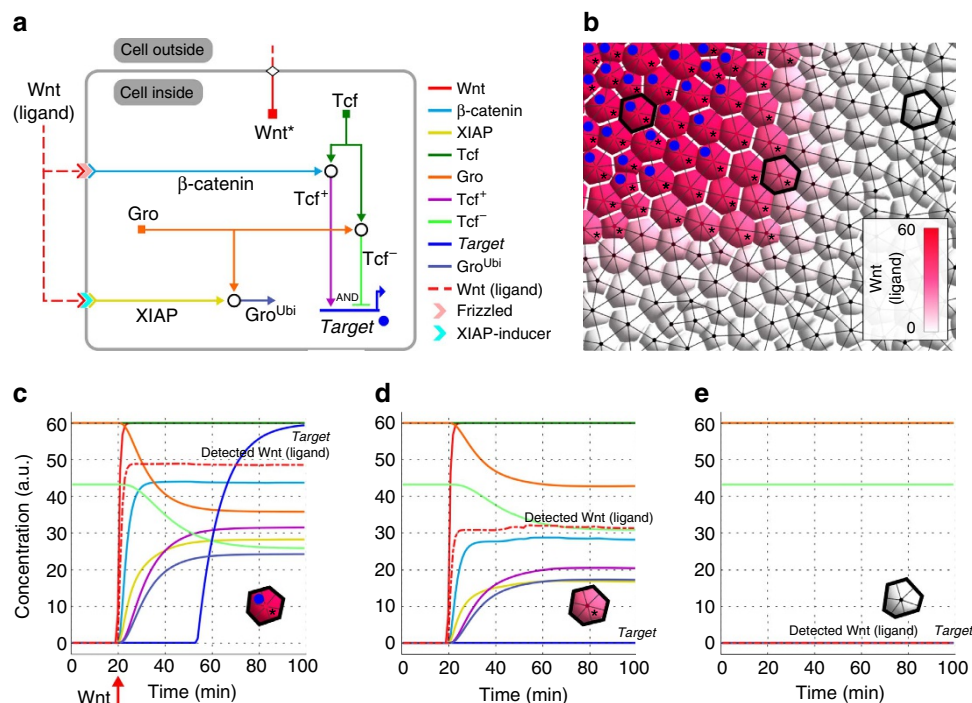 a
Cell outside
Cell inside
Wnt
(ligand)
Wnt*
Tcf
β-catenin
Tcf+
Gro
Tcf−
XIAP
GroUbi
AND
Target
Wnt
β-catenin
XIAP
Tcf
Gro
Tcf+
Tcf−
Target
GroUbi
Wnt (ligand)
Frizzled
XIAP-inducer
b
60
Wnt
(ligand)
0
c
Concentration (a.u.)
60
50
40
30
20
10
0
Target
Detected Wnt (ligand)
0 20 40 60 80 100
Wnt
Time (min)
d
60
50
40
30
20
10
0
Detected Wnt (ligand)
Target
0 20 40 60 80 100
Time (min)
e
60
50
40
30
20
10
0
Detected Wnt (ligand) Target
0 20 40 60 80 100
Time (min)